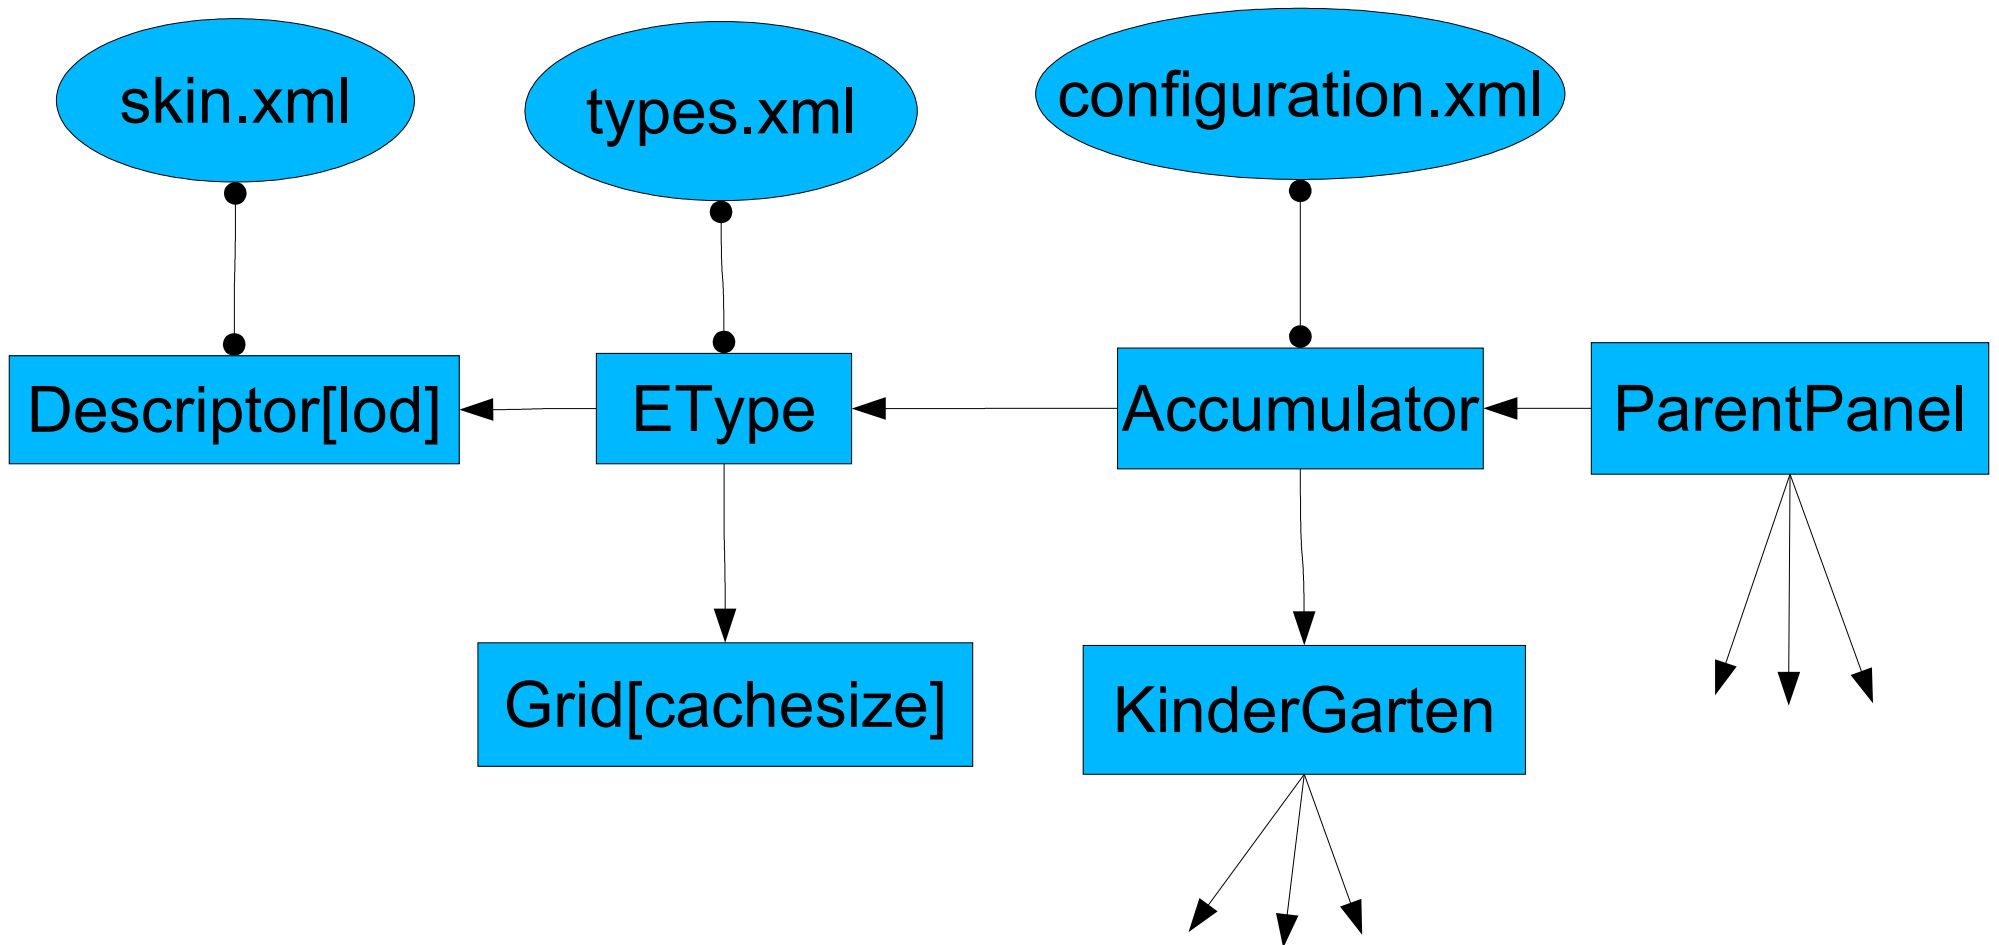 skin.xml
types.xml
configuration.xml
Descriptor[lod]
EType
Accumulator
ParentPanel
Grid[cachesize]
KinderGarten